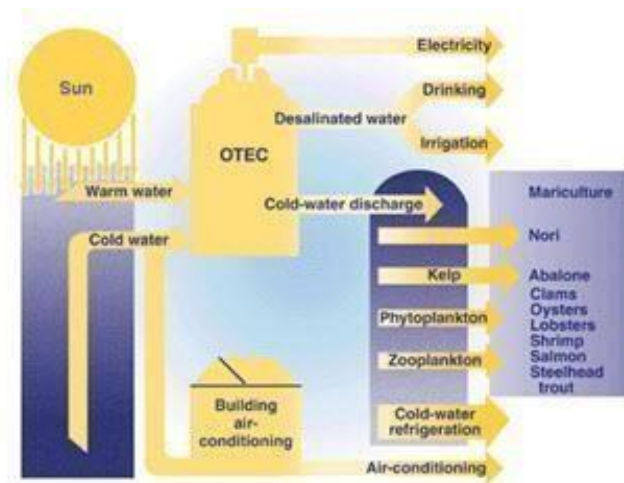 Sun
Warm water
Cold water
OTEC
Electricity
Desalinated water
Drinking
Irrigation
Cold-water discharge
Mariculture
Nori
Kelp
Abalone
Clams
Oysters
Lobsters
Shrimp
Salmon
Steelhead
trout
Phytoplankton
Zooplankton
Cold-water
refrigeration
Building
air-
conditioning
Air-conditioning